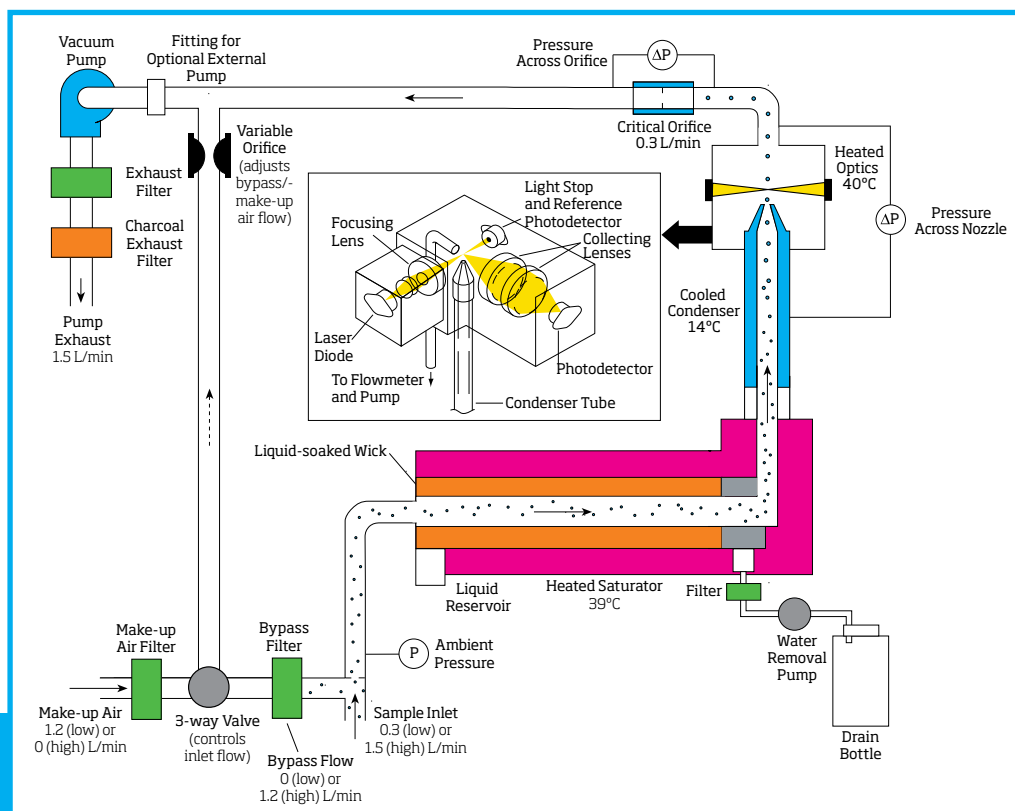 Vacuum
Pump
Fitting for
Optional External
Pump
Pressure
Across Orifice
ΔP
Critical Orifice
0.3 L/min
Variable
Orifice
(adjusts
bypass/-
make-up
air flow)
Exhaust
Filter
Charcoal
Exhaust
Filter
Pump
Exhaust
1.5 L/min
Heated
Optics
40°C
ΔP
Pressure
Across Nozzle
Light Stop
and Reference
Photodetector
Focusing
Lens
Collecting
Lenses
Laser
Diode
Photodetector
To Flowmeter
and Pump
Condenser Tube
Cooled
Condenser
14°C
Liquid-soaked Wick
Liquid
Reservoir
Heated Saturator
39°C
Filter
Water
Removal
Pump
Drain
Bottle
Make-up
Air Filter
Bypass
Filter
P
Ambient
Pressure
Make-up Air
1.2 (low) or
0 (high) L/min
3-way Valve
(controls
inlet flow)
Sample Inlet
0.3 (low) or
1.5 (high) L/min
Bypass Flow
0 (low) or
1.2 (high) L/min